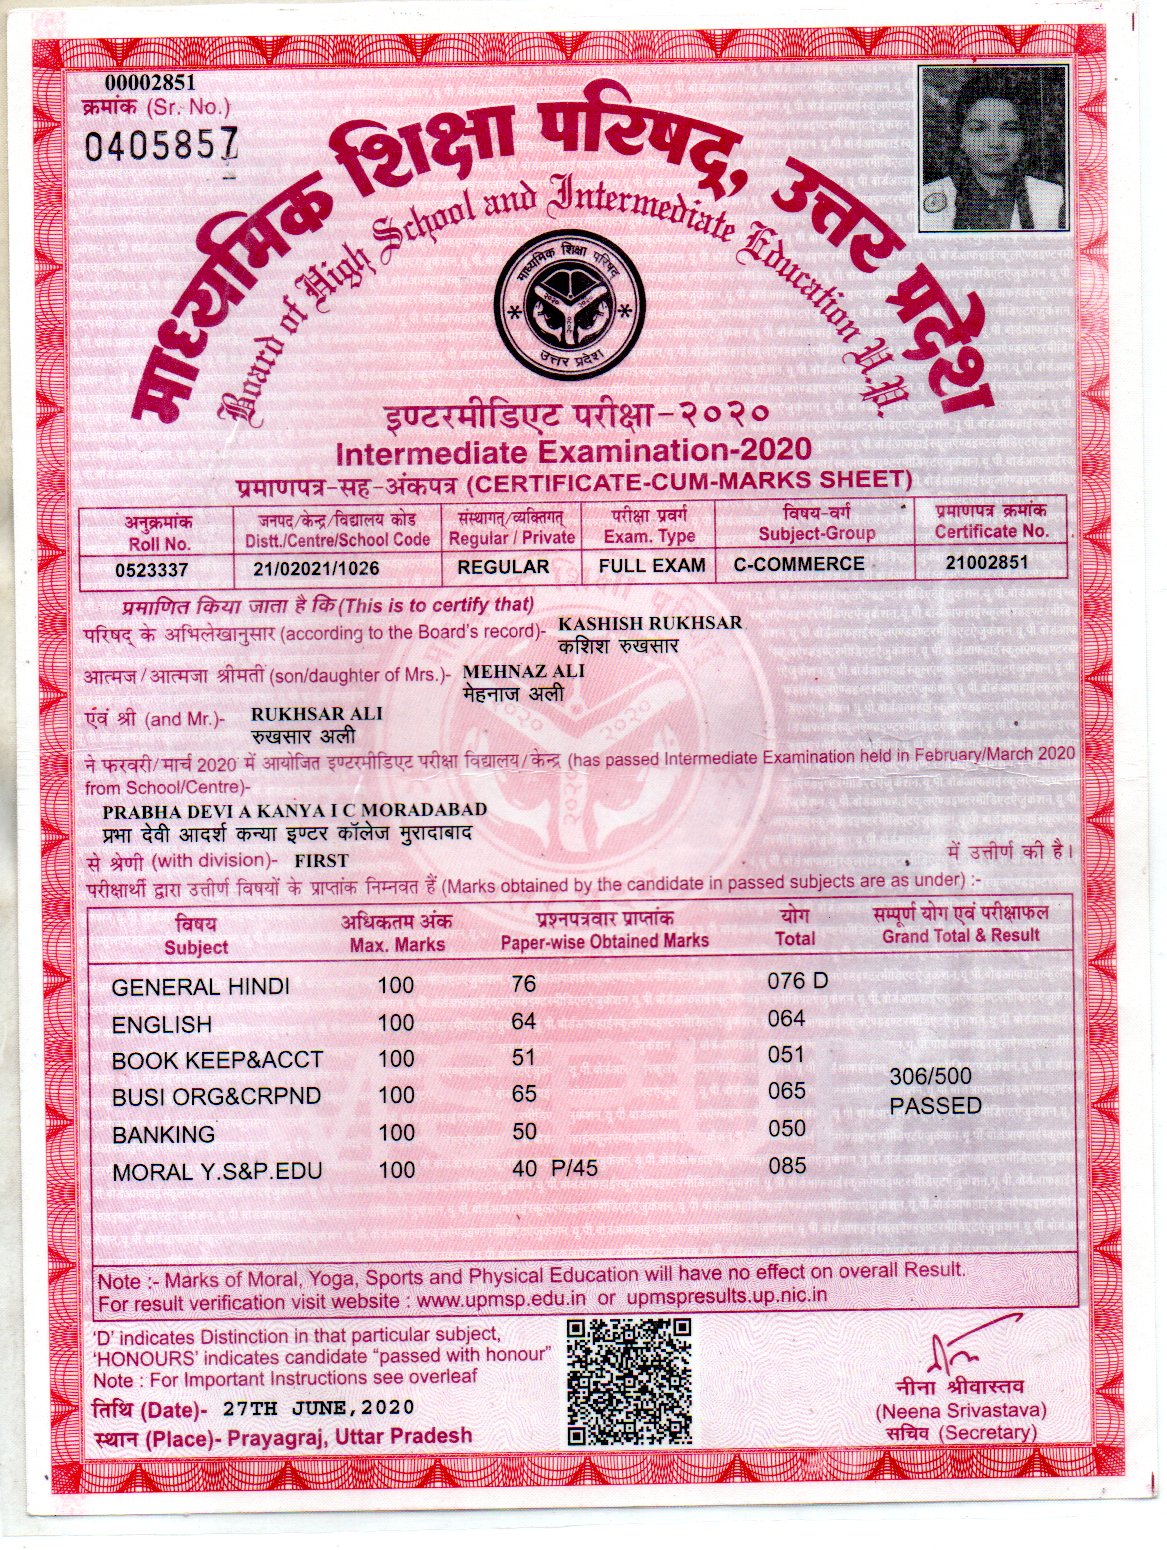 00002851
क्रमांक (Sr. No.)
0405857
माध्यमिक शिक्षा परिषद्, उत्तर प्रदेश
Board of High School and Intermediate Education U.P.
माध्यमिक शिक्षा परिषद्
उत्तर प्रदेश
इण्टरमीडिएट परीक्षा-२०२०
Intermediate Examination-2020
प्रमाणपत्र-सह-अंकपत्र (CERTIFICATE-CUM-MARKS SHEET)
अनुक्रमांक जनपद/केन्द्र/विद्यालय कोड संस्थागत्/व्यक्तिगत् परीक्षा प्रवर्ग विषय-वर्ग प्रमाणपत्र क्रमांक
Roll No. Distt./Centre/School Code Regular / Private Exam. Type Subject-Group Certificate No.
0523337 21/02021/1026 REGULAR FULL EXAM C-COMMERCE 21002851
प्रमाणित किया जाता है कि (This is to certify that)
परिषद् के अभिलेखानुसार (according to the Board's record)- KASHISH RUKHSAR
कशिश रुखसार
आत्मज/आत्मजा श्रीमती (son/daughter of Mrs.)- MEHNAZ ALI
मेहनाज अली
एंव श्री (and Mr.)- RUKHSAR ALI
रुखसार अली
ने फरवरी/मार्च 2020 में आयोजित इण्टरमीडिएट परीक्षा विद्यालय/केन्द्र (has passed Intermediate Examination held in February/March 2020
from School/Centre)-
PRABHA DEVI A KANYA I C MORADABAD
प्रभा देवी आदर्श कन्या इण्टर कॉलेज मुरादाबाद
से श्रेणी (with division)- FIRST में उत्तीर्ण की है।
परीक्षार्थी द्वारा उत्तीर्ण विषयों के प्राप्तांक निम्नवत हैं (Marks obtained by the candidate in passed subjects are as under) :-
विषय अधिकतम अंक प्रश्नपत्रवार प्राप्तांक योग सम्पूर्ण योग एवं परीक्षाफल
Subject Max. Marks Paper-wise Obtained Marks Total Grand Total & Result
GENERAL HINDI 100 76 076 D
ENGLISH 100 64 064
BOOK KEEP&ACCT 100 51 051
306/500
BUSI ORG&CRPND 100 65 065
PASSED
BANKING 100 50 050
MORAL Y.S&P.EDU 100 40 P/45 085
Note :- Marks of Moral, Yoga, Sports and Physical Education will have no effect on overall Result.
For result verification visit website : www.upmsp.edu.in or upmspresults.up.nic.in
'D' indicates Distinction in that particular subject,
'HONOURS' indicates candidate "passed with honour"
Note : For Important Instructions see overleaf
तिथि (Date)- 27TH JUNE,2020
स्थान (Place)- Prayagraj, Uttar Pradesh
नीना श्रीवास्तव
(Neena Srivastava)
सचिव (Secretary)